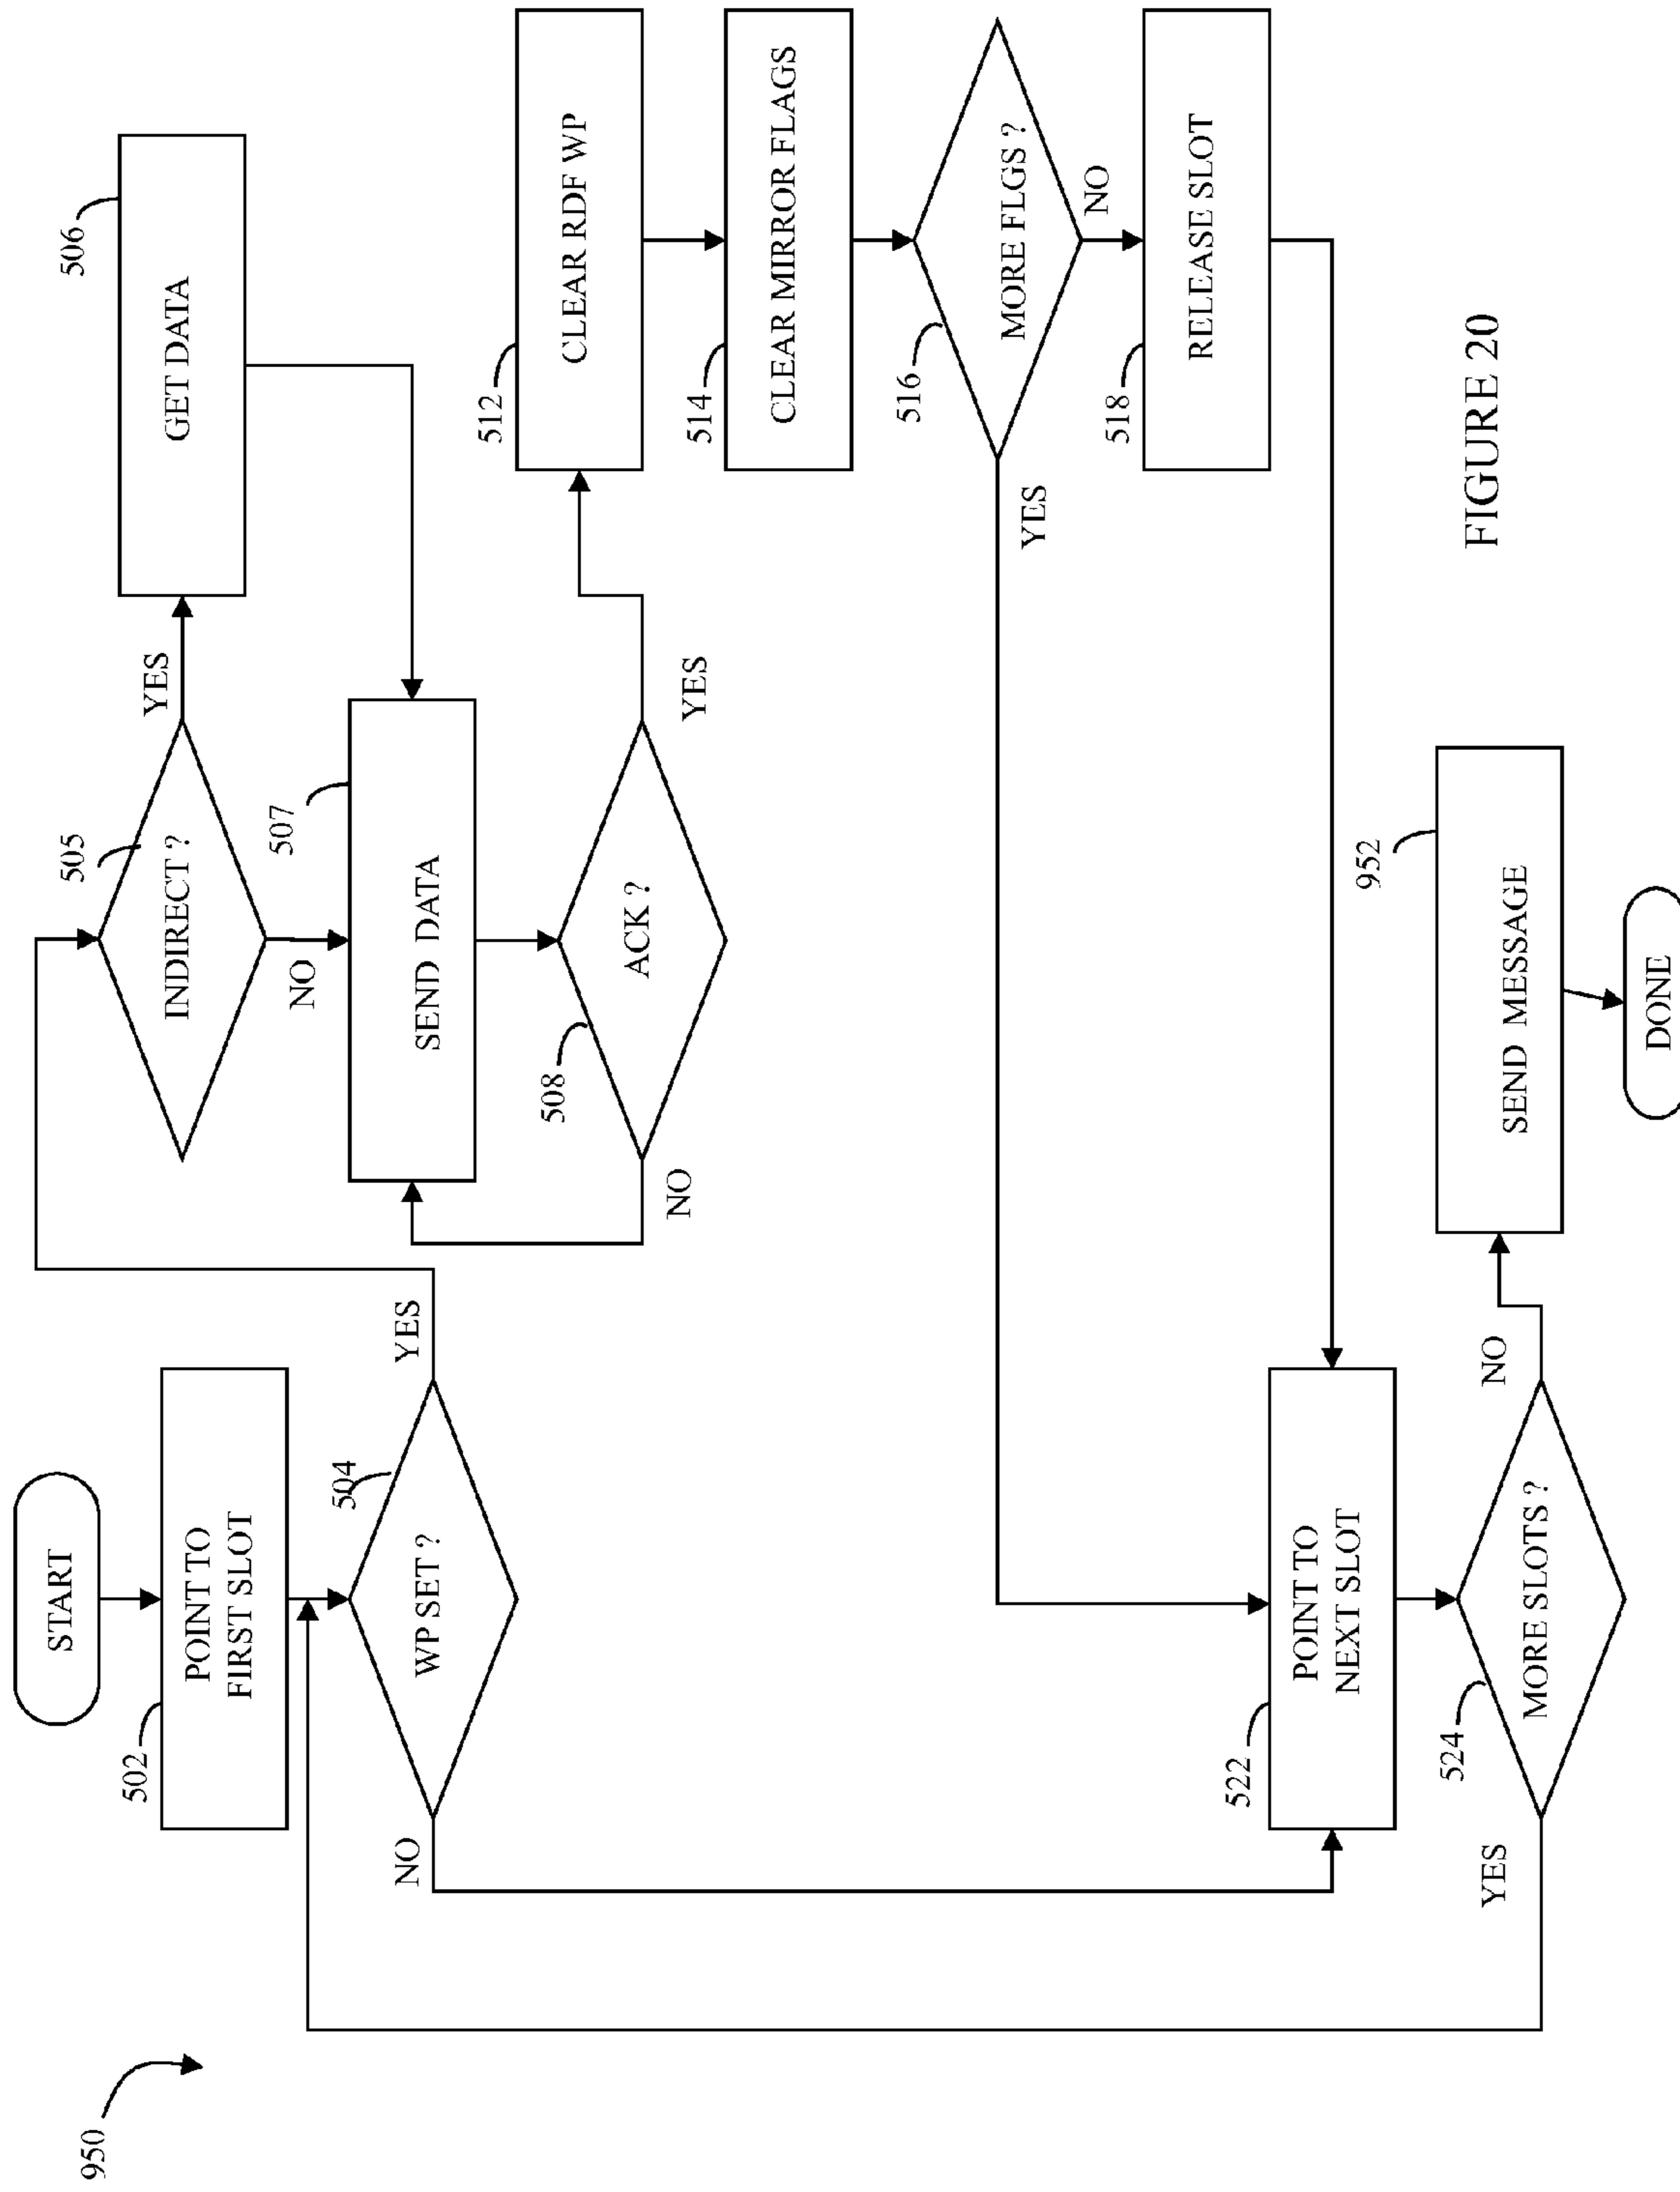 950
START
502
POINT TO
FIRST SLOT
504
WP SET ?
YES
NO
505
INDIRECT ?
YES
NO
506
GET DATA
507
SEND DATA
508
ACK ?
NO
YES
512
CLEAR RDF WP
514
CLEAR MIRROR FLAGS
516
MORE FLGS ?
YES
NO
518
RELEASE SLOT
522
POINT TO
NEXT SLOT
524
MORE SLOTS ?
YES
NO
952
SEND MESSAGE
DONE
FIGURE 20